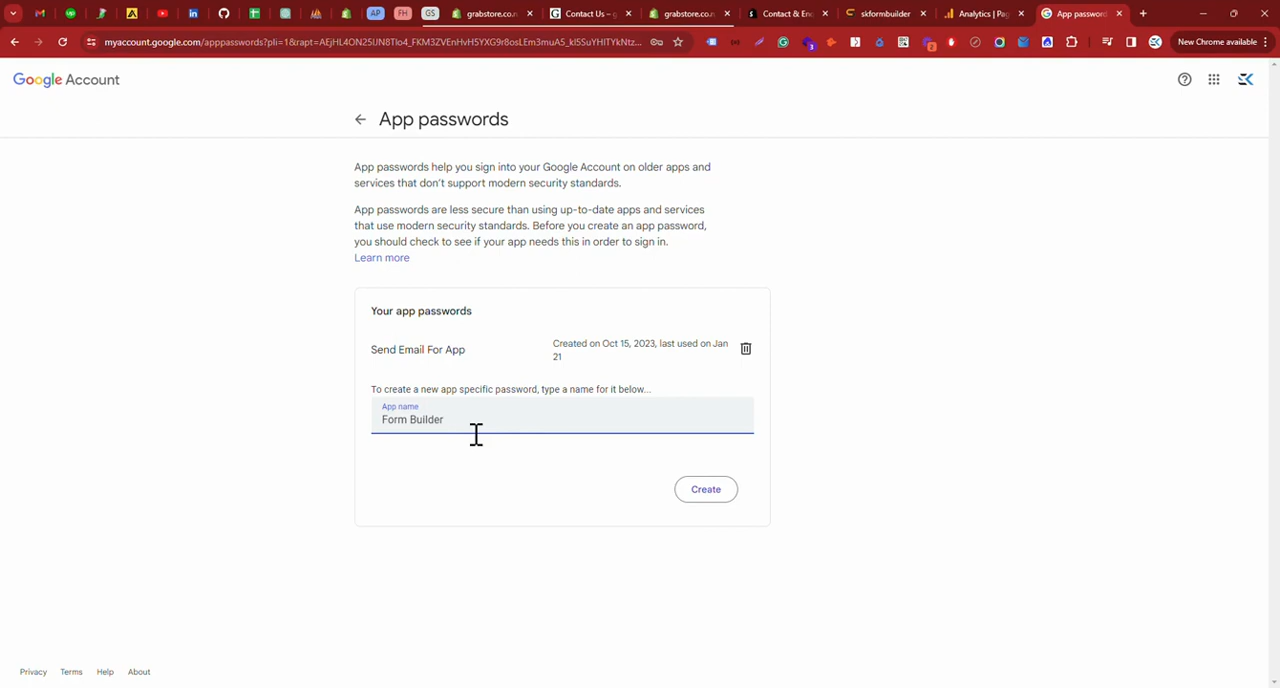 AP
FH
GS
grabstore.co.n
Contact Us – g
grabstore.co.n
Contact & Enq
skformbuilder
Analytics | Pag
App password
myaccount.google.com/apppasswords?pli=1&rapt=
New Chrome available
Google Account
App passwords
App passwords help you sign into your Google Account on older apps and
services that don't support modern security standards.
App passwords are less secure than using up-to-date apps and services
that use modern security standards. Before you create an app password,
you should check to see if your app needs this in order to sign in.
Learn more
Your app passwords
Send Email For App
Created on Oct 15, 2023, last used on Jan
21
To create a new app specific password, type a name for it below...
App name
Form Builder
Create
Privacy
Terms
Help
About